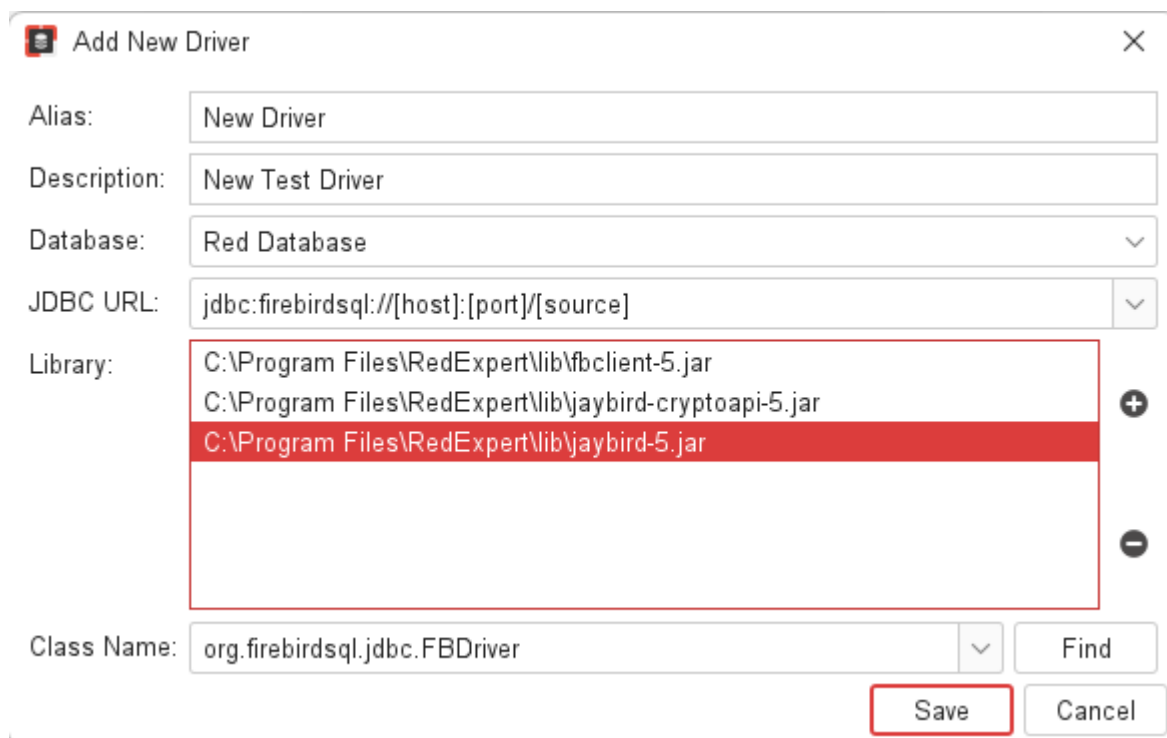 Add New Driver
Alias: New Driver
Description: New Test Driver
Database: Red Database
JDBC URL: jdbc:firebirdsql://[host]:[port]/[source]
Library: C:\Program Files\RedExpert\lib\fbclient-5.jar
C:\Program Files\RedExpert\lib\jaybird-cryptoapi-5.jar
C:\Program Files\RedExpert\lib\jaybird-5.jar
Class Name: org.firebirdsql.jdbc.FBDriver Find
Save Cancel